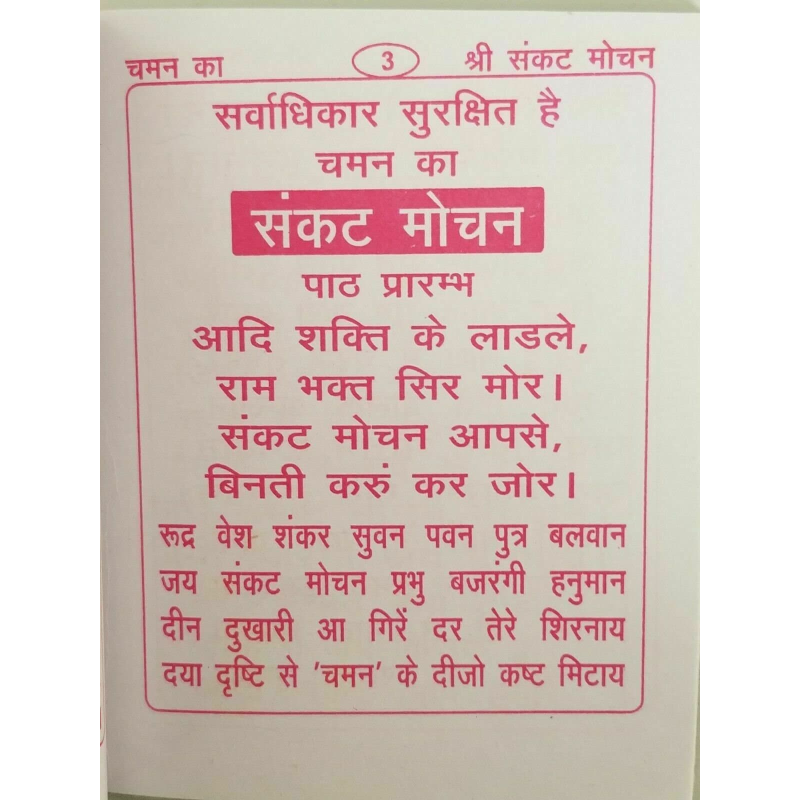 चमन का 3 श्री संकट मोचन
सर्वाधिकार सुरक्षित है
चमन का
संकट मोचन
पाठ प्रारम्भ
आदि शक्ति के लाडले,
राम भक्त सिर मोर।
संकट मोचन आपसे,
बिनती करुं कर जोर।
रूद्र वेश शंकर सुवन पवन पुत्र बलवान
जय संकट मोचन प्रभु बजरंगी हनुमान
दीन दुखारी आ गिरें दर तेरे शिरनाय
दया दृष्टि से 'चमन' के दीजो कष्ट मिटाय